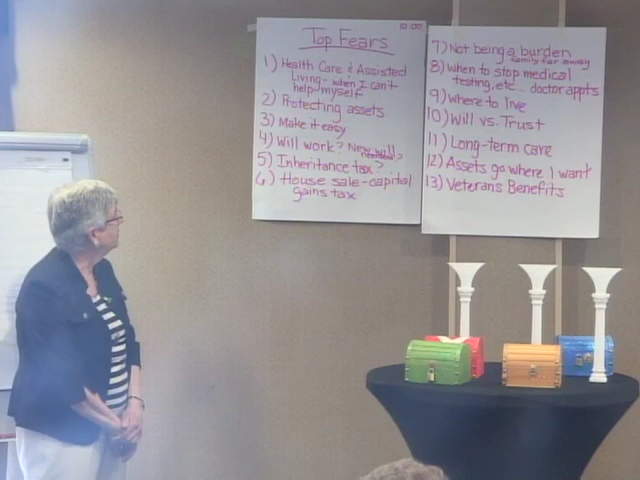 10:00
Top Fears
1) Health Care & Assisted
Living - when I can't
help myself
2) Protecting assets
3) Make it easy
4) Will work? New will
needed?
5) Inheritance tax?
6) House sale - capital
gains tax
7) Not being a burden
family far away
8) When to stop medical
testing, etc... doctor appts
9) Where to live
10) Will vs. Trust
11) Long-term care
12) Assets go where I want
13) Veterans Benefits